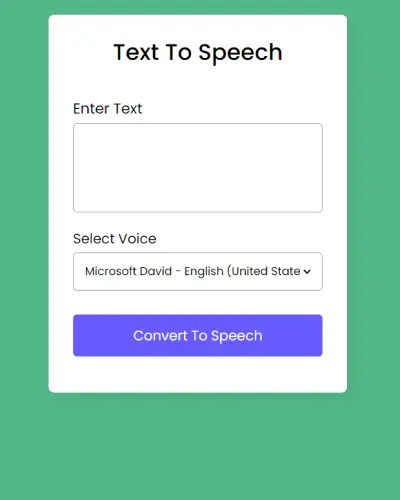 Text To Speech
Enter Text
Select Voice
Microsoft David - English (United State
Convert To Speech